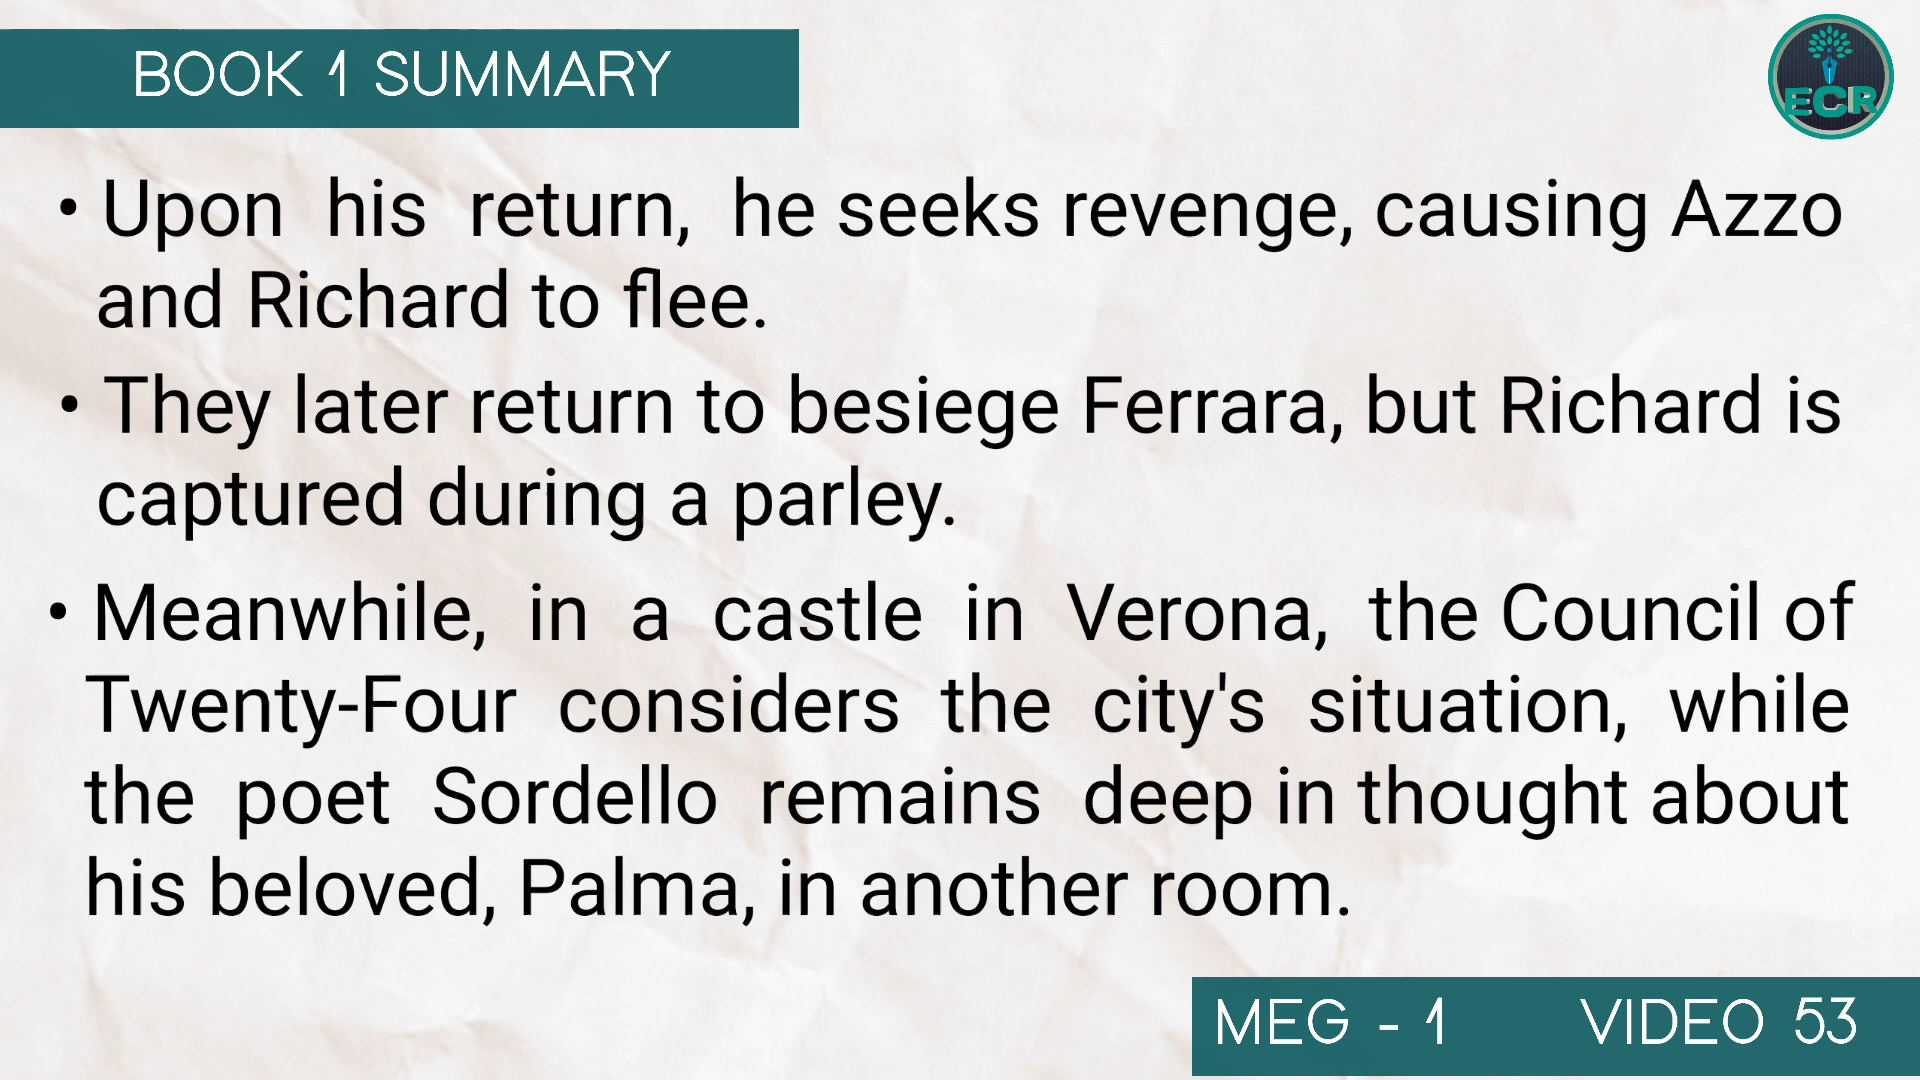 BOOK 1 SUMMARY
ECR
• Upon his return, he seeks revenge, causing Azzo
and Richard to flee.
• They later return to besiege Ferrara, but Richard is
captured during a parley.
• Meanwhile, in a castle in Verona, the Council of
Twenty-Four considers the city's situation, while
the poet Sordello remains deep in thought about
his beloved, Palma, in another room.
MEG - 1 VIDEO 53